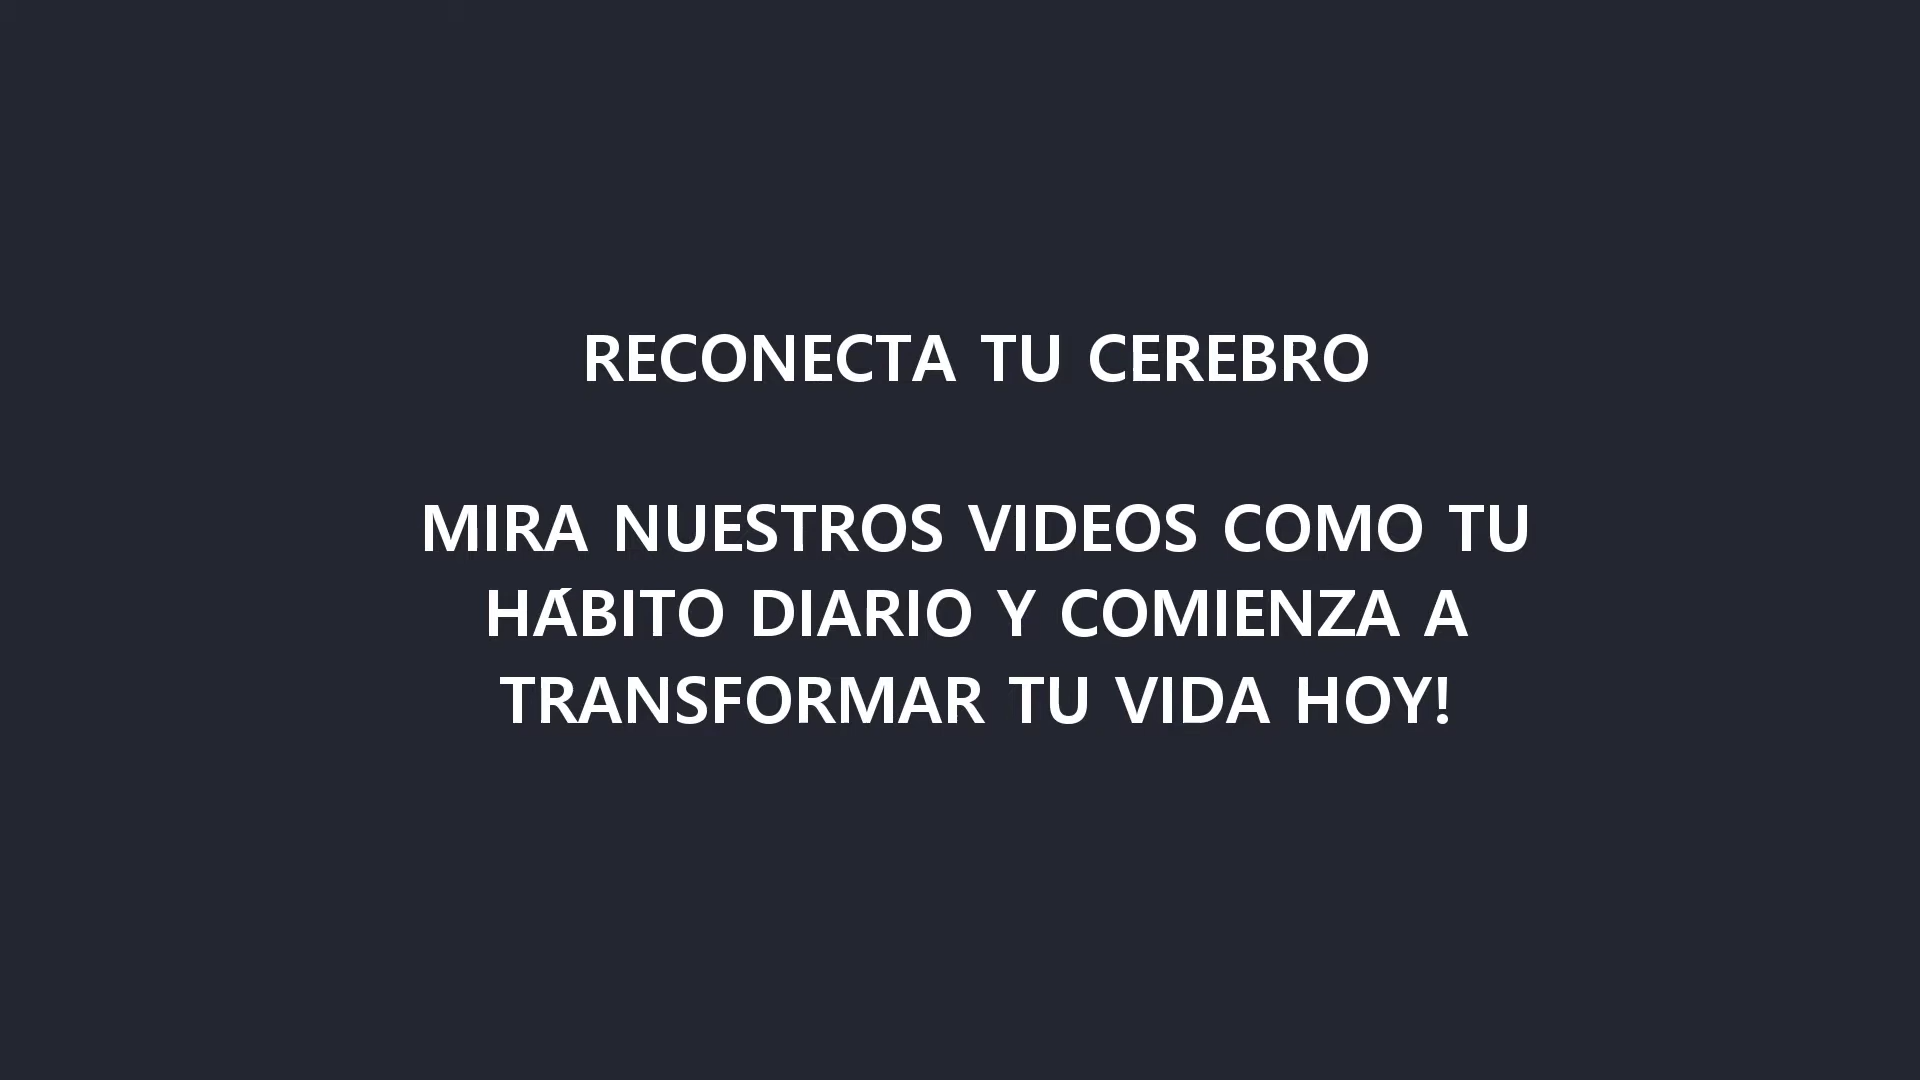 RECONECTA TU CEREBRO
MIRA NUESTROS VIDEOS COMO TU
HÁBITO DIARIO Y COMIENZA A
TRANSFORMAR TU VIDA HOY!